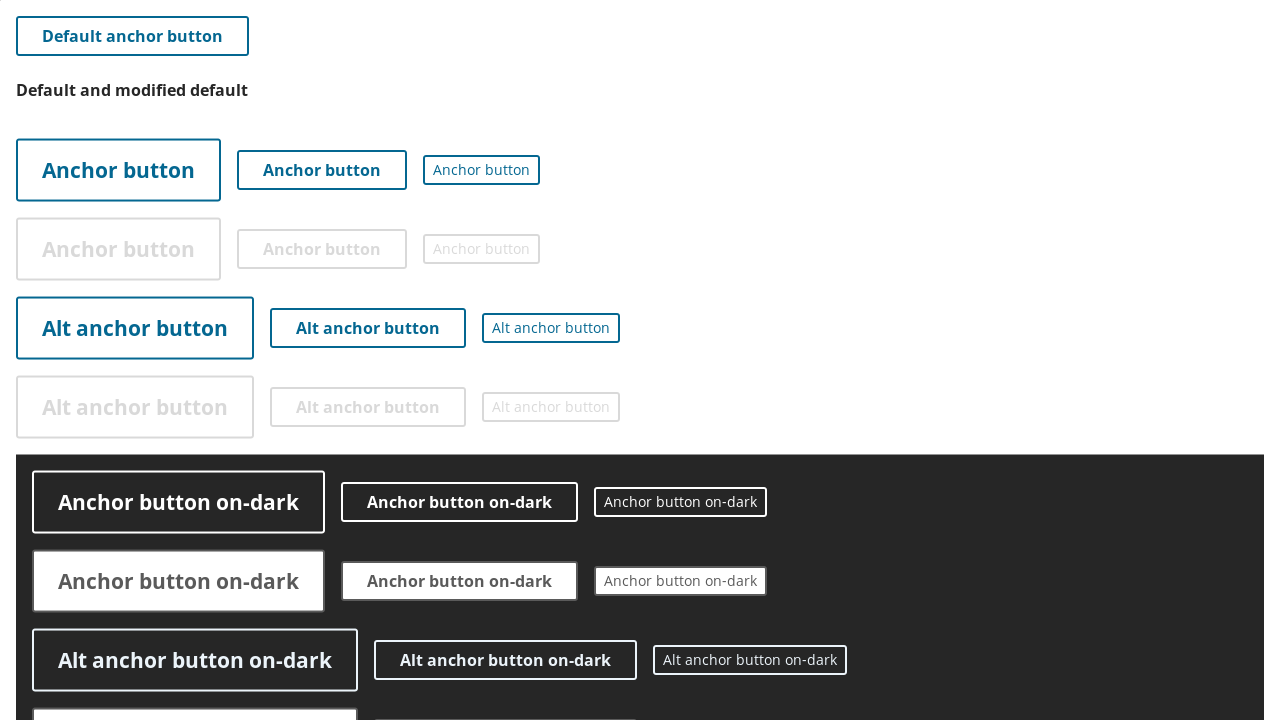 Default anchor button
Default and modified default
Anchor button Anchor button Anchor button
Anchor button Anchor button Anchor button
Alt anchor button Alt anchor button Alt anchor button
Alt anchor button Alt anchor button Alt anchor button
Anchor button on-dark Anchor button on-dark Anchor button on-dark
Anchor button on-dark Anchor button on-dark Anchor button on-dark
Alt anchor button on-dark Alt anchor button on-dark Alt anchor button on-dark